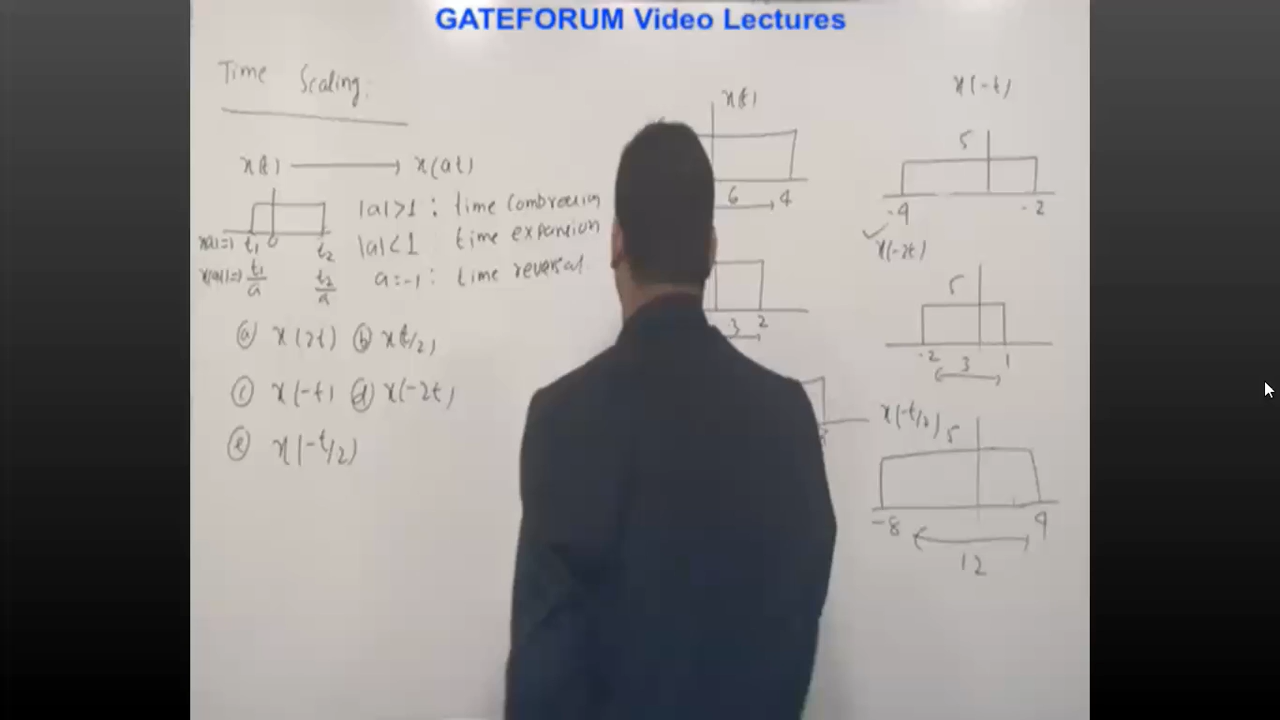 GATEFORUM Video Lectures
Time Scaling:
x(t) → x(at)
|a|>1 : time
|a|<1 : time expansion
a=-1 : time reversal
t₁ 0 t₂
t₁/a t₂/a
(a) x(2t) (b) x(t/2)
(c) x(-t) (d) x(-2t)
(e) x(-t/2)
x(t)
6 4
3 2
x(-t)
5
-4 -2
x(-2t)
5
-2 3 1
x(-t/2) 5
-8 4
12